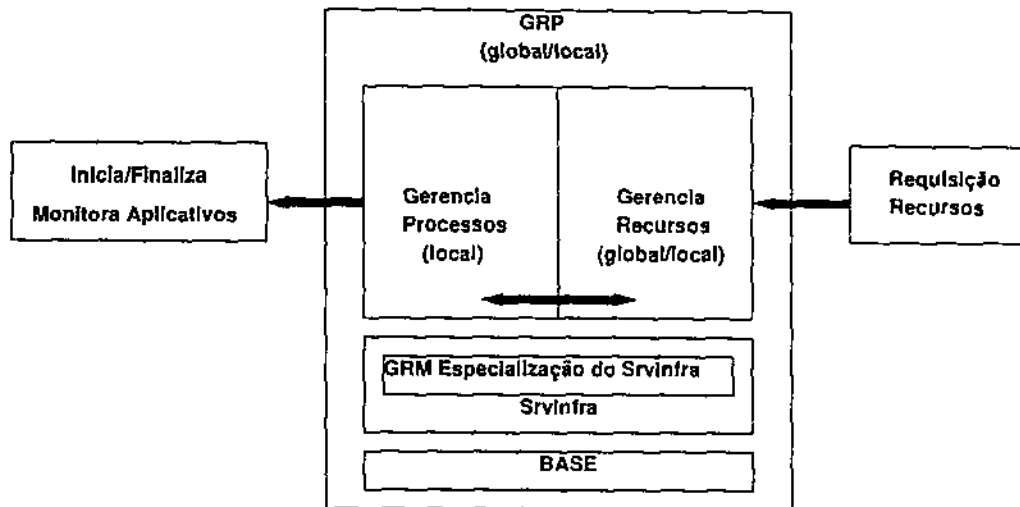 GRP
(global/local)
Inicia/Finaliza
Monitora Aplicativos
Gerencia
Processos
(local)
Gerencia
Recursos
(global/local)
Requisição
Recursos
GRM Especialização do Srvinfra
Srvinfra
BASE